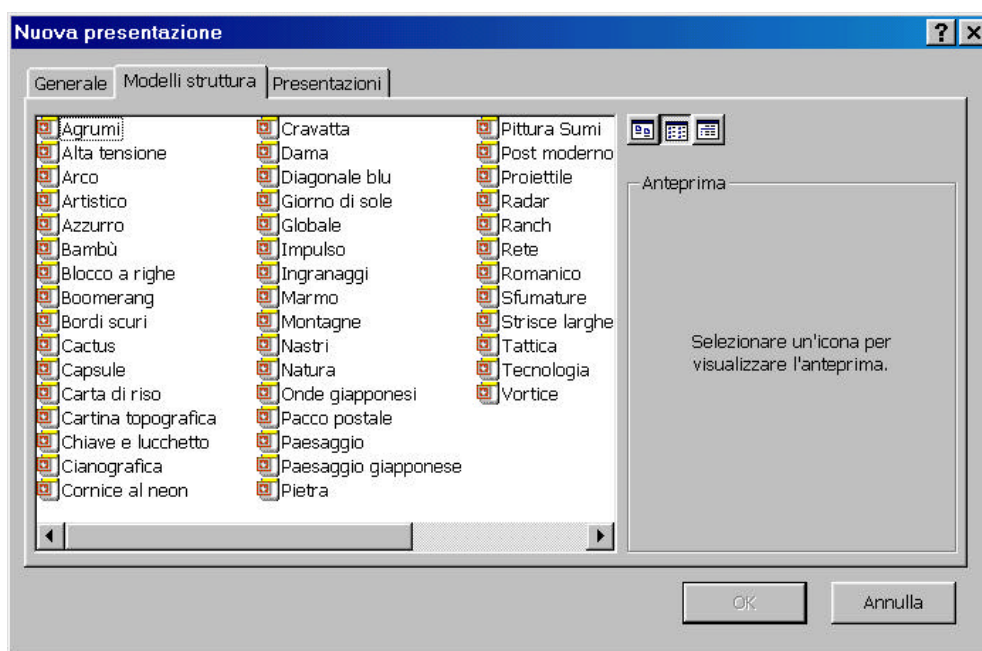 Nuova presentazione
Generale
Modelli struttura
Presentazioni
Agrumi
Alta tensione
Arco
Artistico
Azzurro
Bambù
Blocco a righe
Boomerang
Bordi scuri
Cactus
Capsule
Carta di riso
Cartina topografica
Chiave e lucchetto
Cianografica
Cornice al neon
Cravatta
Dama
Diagonale blu
Giorno di sole
Globale
Impulso
Ingranaggi
Marmo
Montagne
Nastri
Natura
Onde giapponesi
Pacco postale
Paesaggio
Paesaggio giapponese
Pietra
Pittura Sumi
Post moderno
Proiettile
Radar
Ranch
Rete
Romanico
Sfumature
Strisce larghe
Tattica
Tecnologia
Vortice
Anteprima
Selezionare un'icona per
visualizzare l'anteprima.
OK
Annulla